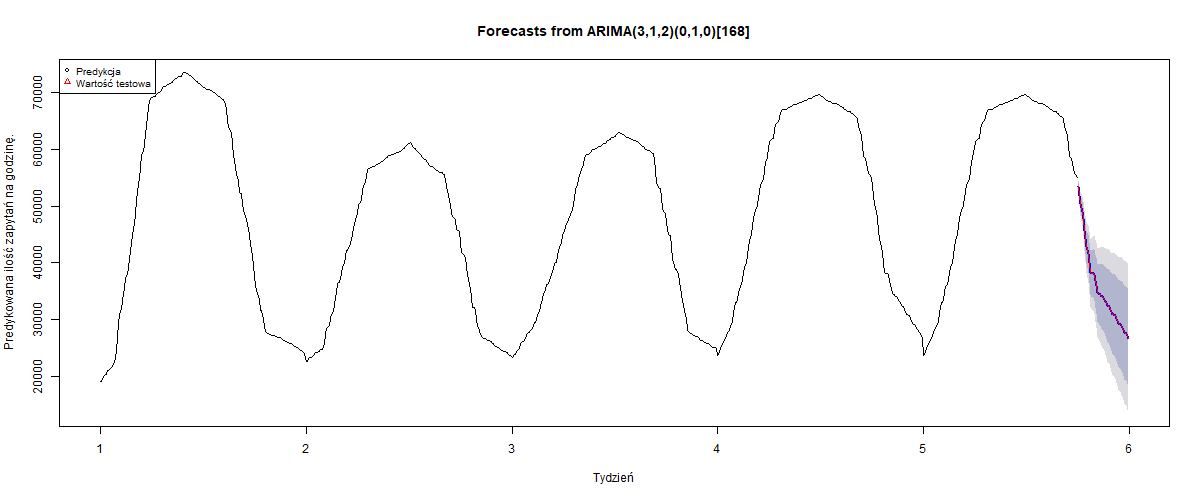 Forecasts from ARIMA(3,1,2)(0,1,0)[168]
Predykcja
Wartość testowa
Predykowana ilość zapytań na godzinę.
70000
60000
50000
40000
30000
20000
1 2 3 4 5 6
Tydzień